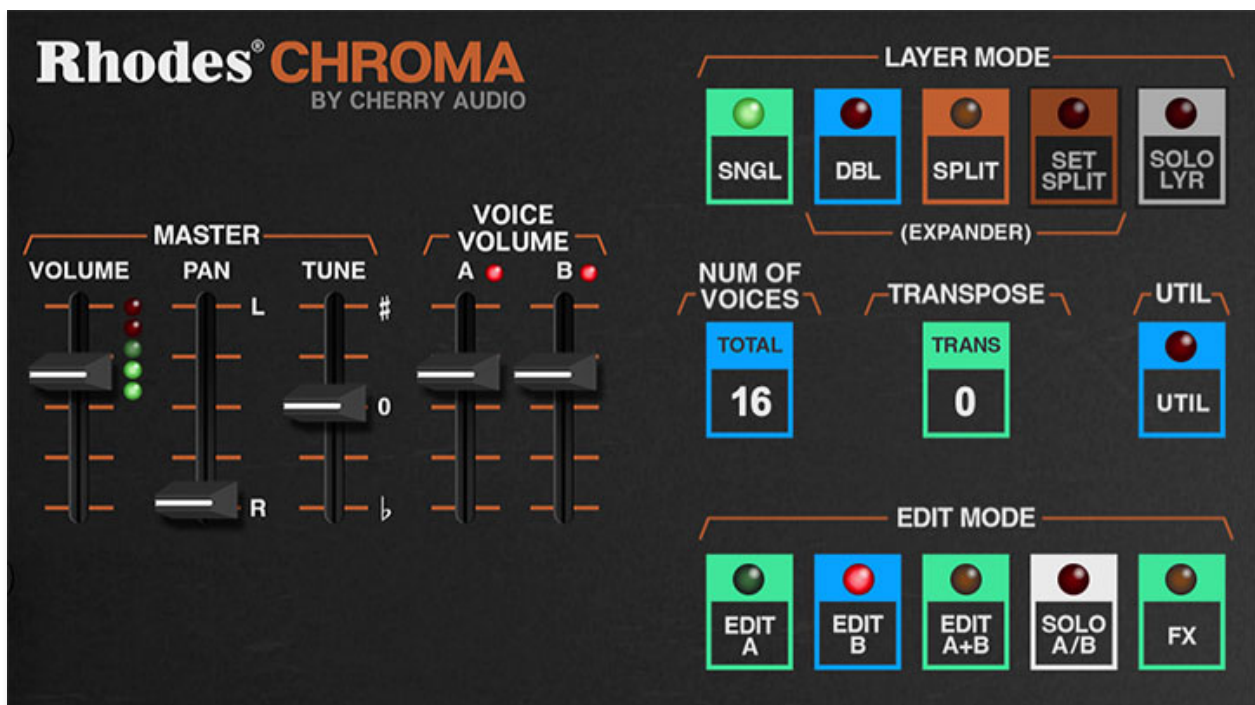 Rhodes® CHROMA
BY CHERRY AUDIO
LAYER MODE
SNGL
DBL
SPLIT
SET
SPLIT
SOLO
LYR
(EXPANDER)
MASTER
VOLUME PAN TUNE
L
R
♯
0
♭
VOICE
VOLUME
A B
NUM OF
VOICES
TOTAL
16
TRANSPOSE
TRANS
0
UTIL
UTIL
EDIT MODE
EDIT
A
EDIT
B
EDIT
A+B
SOLO
A/B
FX